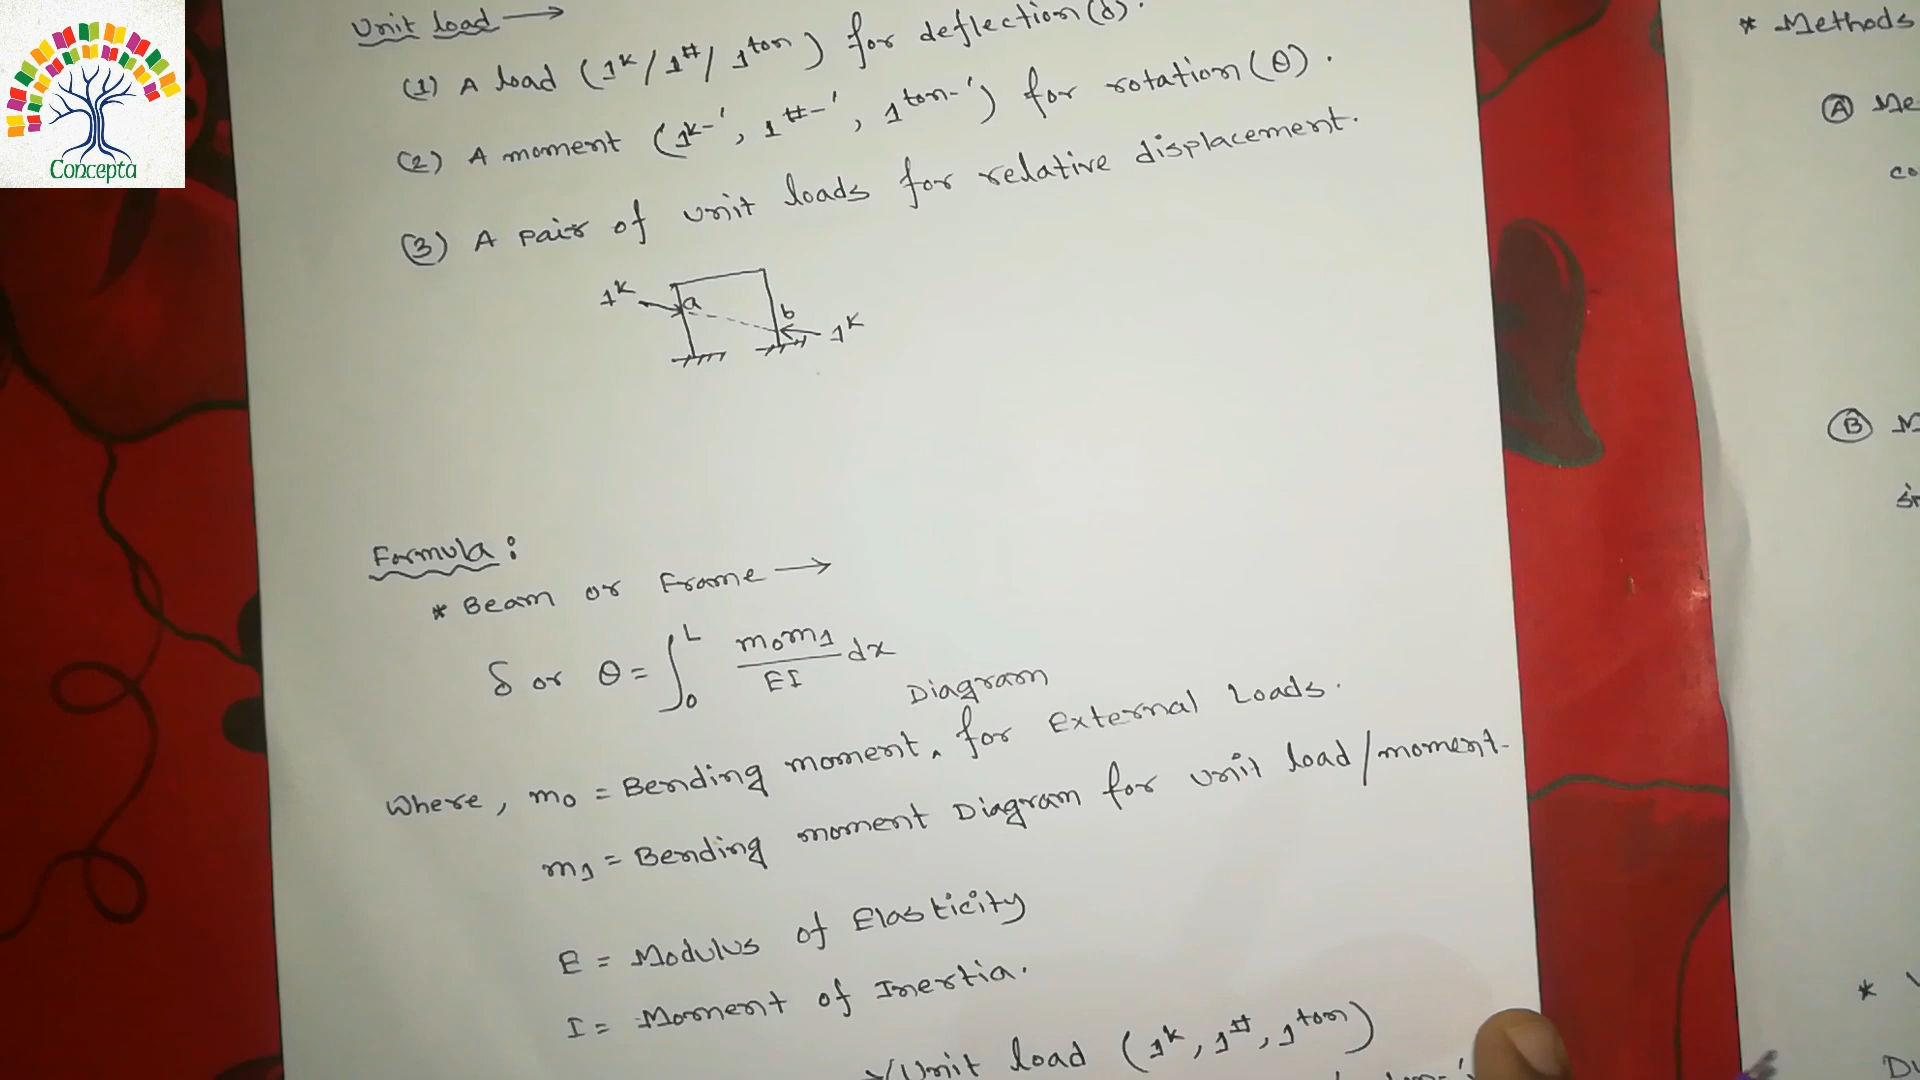 Concepta
Unit load →
(1) A load (1k/1#/1ton) for deflection(δ).
(2) A moment (1k-', 1#-', 1ton-') for rotation(θ).
(3) A pair of unit loads for relative displacement.
1k
a
b
1k
Formula:
* Beam or Frame →
δ or θ = ∫0L m0m1/EI dx
Where, m0 = Bending moment ‸ Diagram for External Loads.
m1 = Bending moment Diagram for unit load/moment.
E = Modulus of Elasticity
I = Moment of Inertia.
Unit load (1k, 1#, 1ton)
* Methods
A
B
*